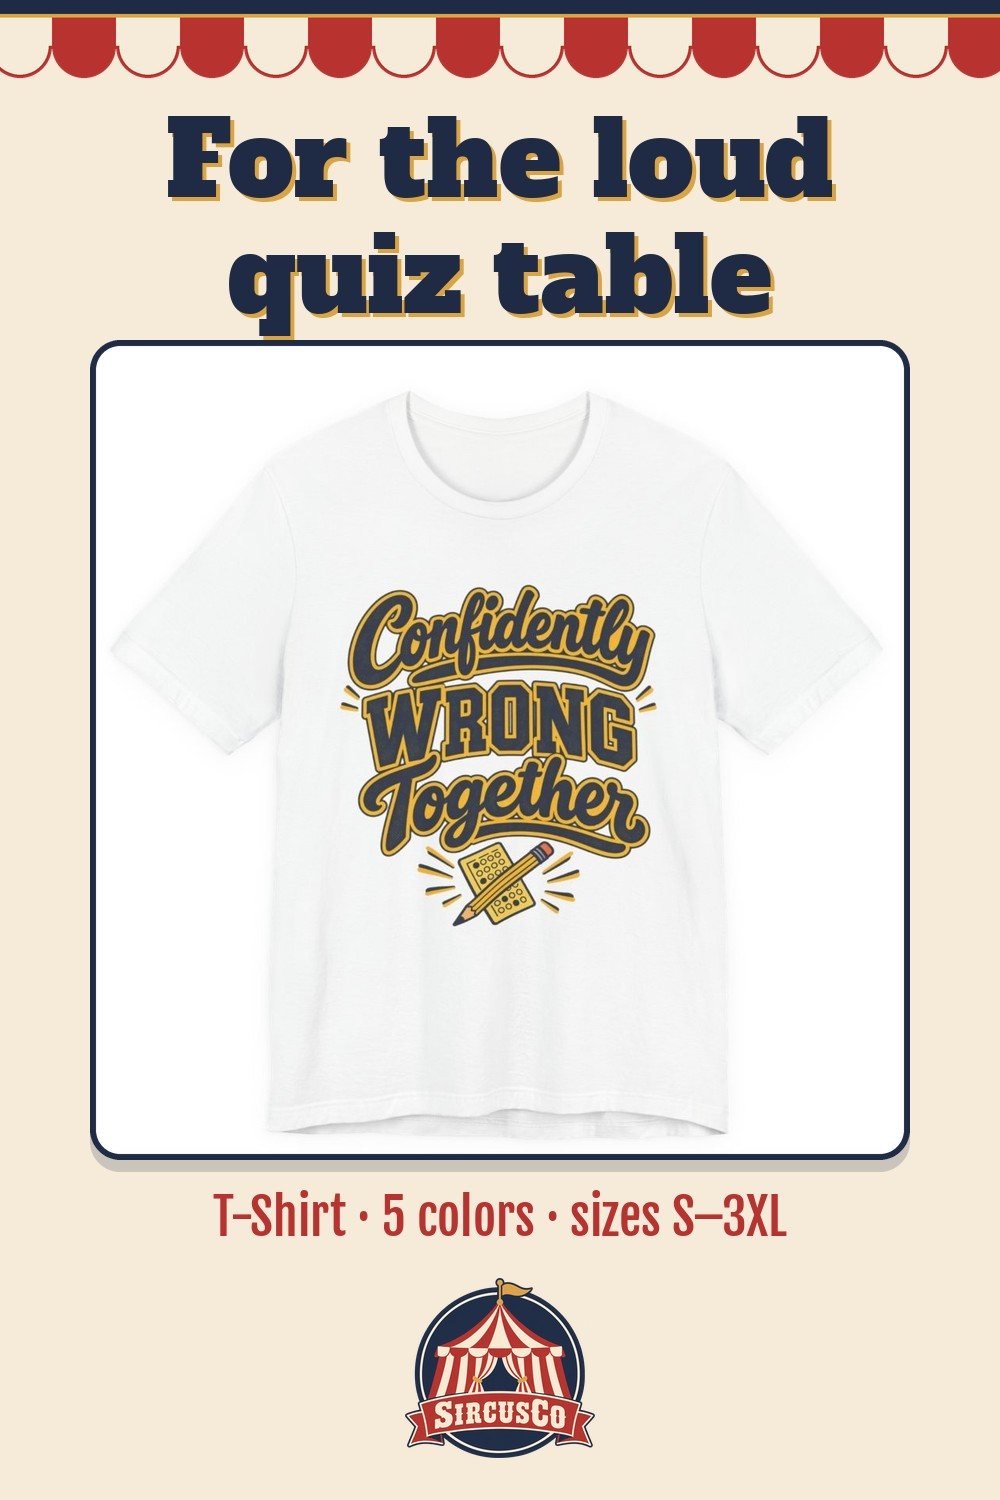 For the loud
quiz table
Confidently
WRONG
Together
T-Shirt · 5 colors · sizes S–3XL
SIRCUSCO